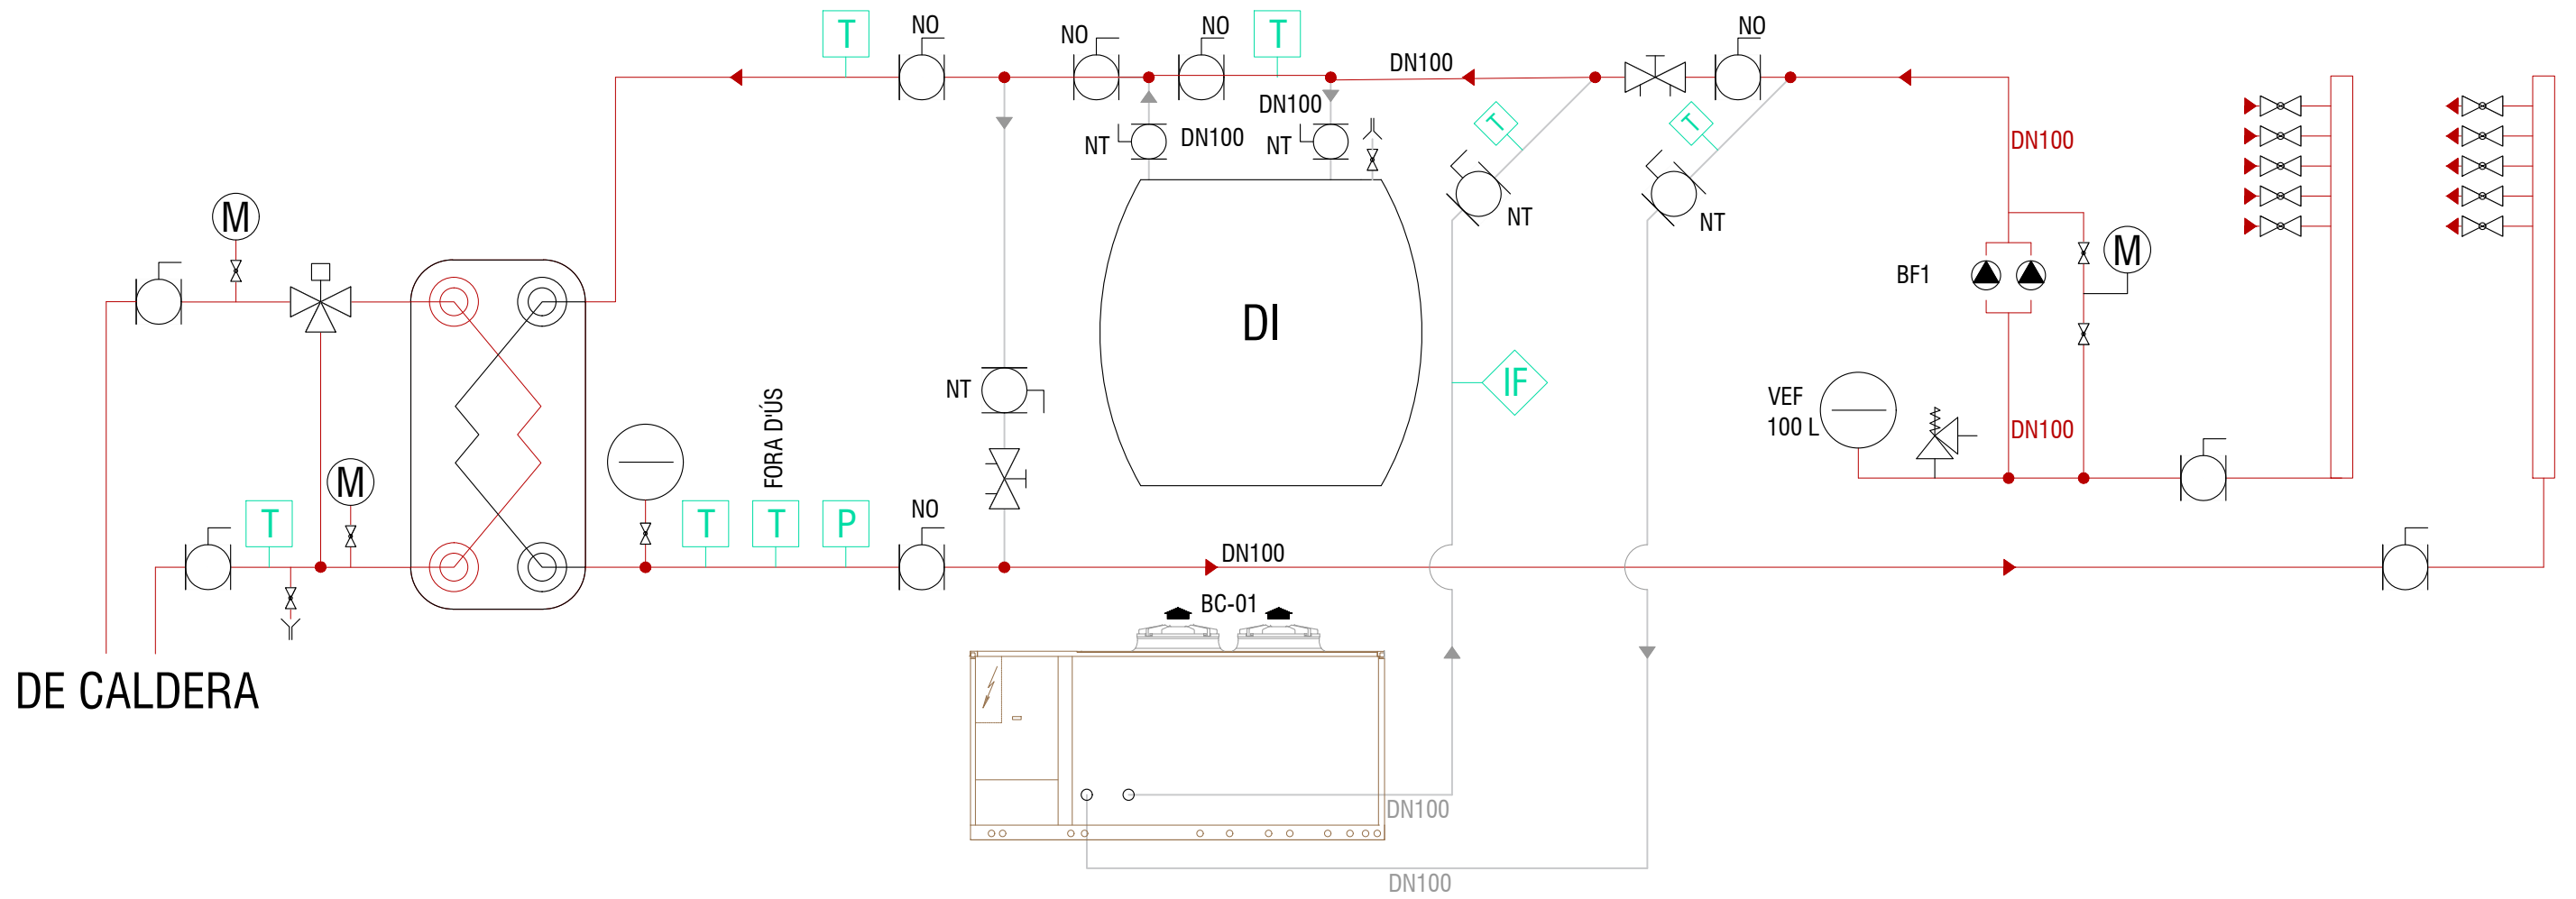 T
NO
NO
NO
T
NO
DN100
DN100
DN100
NT
NT
T
T
DN100
NT
NT
M
M
BF1
DI
IF
NT
FORA D'ÚS
VEF
100 L
DN100
M
T
T
T
P
NO
DN100
BC-01
DE CALDERA
DN100
DN100